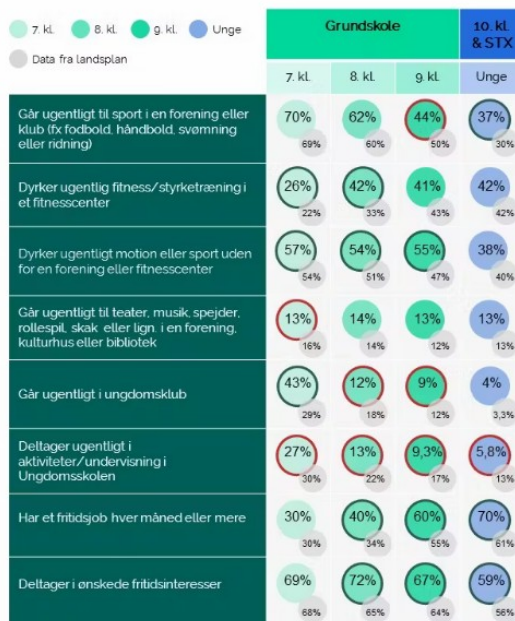 7. kl.
8. kl.
9. kl.
Unge
Data fra landsplan
Grundskole
10. kl.
& STX
7. kl.
8. kl.
9. kl.
Unge
Går ugentligt til sport i en forening eller
klub (fx fodbold, håndbold, svømning
eller ridning)
70%
69%
62%
60%
44%
50%
37%
30%
Dyrker ugentlig fitness/styrketræning i
et fitnesscenter
26%
22%
42%
33%
41%
43%
42%
42%
Dyrker ugentligt motion eller sport uden
for en forening eller fitnesscenter
57%
54%
54%
51%
55%
47%
38%
40%
Går ugentligt til teater, musik, spejder,
rollespil, skak eller lign. i en forening,
kulturhus eller bibliotek
13%
16%
14%
14%
13%
12%
13%
13%
Går ugentligt i ungdomsklub
43%
29%
12%
18%
9%
12%
4%
3,3%
Deltager ugentligt i
aktiviteter/undervisning i
Ungdomsskolen
27%
30%
13%
22%
9,3%
17%
5,8%
13%
Har et fritidsjob hver måned eller mere
30%
30%
40%
34%
60%
55%
70%
61%
Deltager i ønskede fritidsinteresser
69%
68%
72%
65%
67%
64%
59%
56%